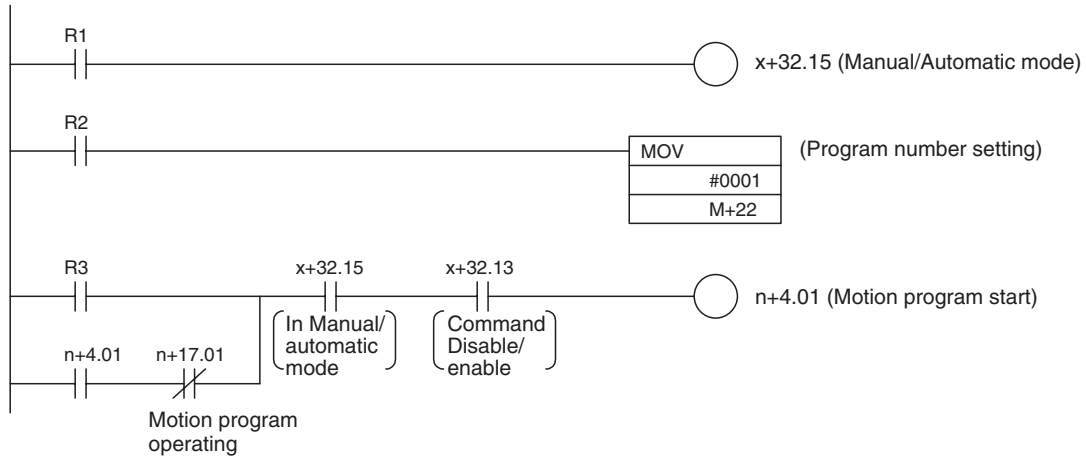 R1
x+32.15 (Manual/Automatic mode)
R2
MOV
(Program number setting)
#0001
M+22
R3
x+32.15
x+32.13
n+4.01 (Motion program start)
In Manual/
automatic
mode
Command
Disable/
enable
n+4.01
n+17.01
Motion program
operating